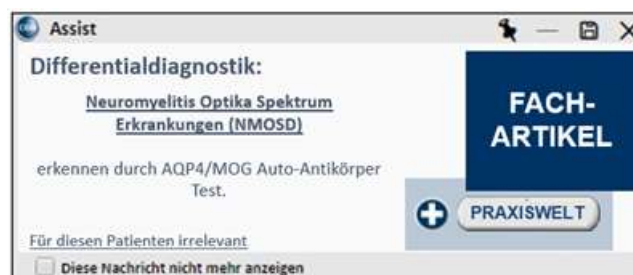 Assist
Differentialdiagnostik:
Neuromyelitis Optika Spektrum
Erkrankungen (NMOSD)
erkennen durch AQP4/MOG Auto-Antikörper
Test.
FACH-
ARTIKEL
PRAXISWELT
Für diesen Patienten irrelevant
Diese Nachricht nicht mehr anzeigen